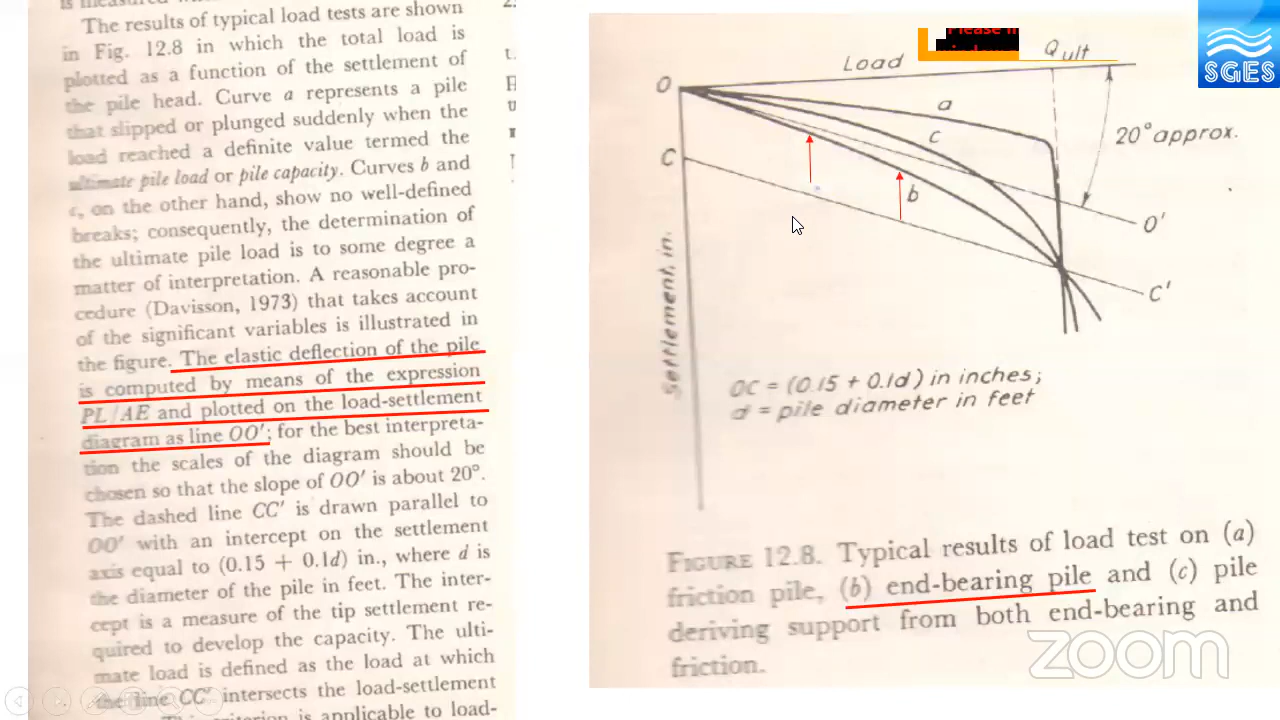 The results of typical load tests are shown
in Fig. 12.8 in which the total load is
plotted as a function of the settlement of
the pile head. Curve a represents a pile
that slipped or plunged suddenly when the
load reached a definite value termed the
ultimate pile load or pile capacity. Curves b and
c, on the other hand, show no well-defined
breaks; consequently, the determination of
the ultimate pile load is to some degree a
matter of interpretation. A reasonable pro-
cedure (Davisson, 1973) that takes account
of the significant variables is illustrated in
the figure. The elastic deflection of the pile
is computed by means of the expression
PL/AE and plotted on the load-settlement
diagram as line OO'; for the best interpreta-
tion the scales of the diagram should be
chosen so that the slope of OO' is about 20°.
The dashed line CC' is drawn parallel to
OO' with an intercept on the settlement
axis equal to (0.15 + 0.1d) in., where d is
the diameter of the pile in feet. The inter-
cept is a measure of the tip settlement re-
quired to develop the capacity. The ulti-
mate load is defined as the load at which
the line CC' intersects the load-settlement
criterion is applicable to load-
Please
SGES
Load
Q ult
O
a
c
20° approx.
C
b
O'
C'
Settlement, in.
OC = (0.15 + 0.1d) in inches;
d = pile diameter in feet
FIGURE 12.8. Typical results of load test on (a)
friction pile, (b) end-bearing pile and (c) pile
deriving support from both end-bearing and
friction.
zoom